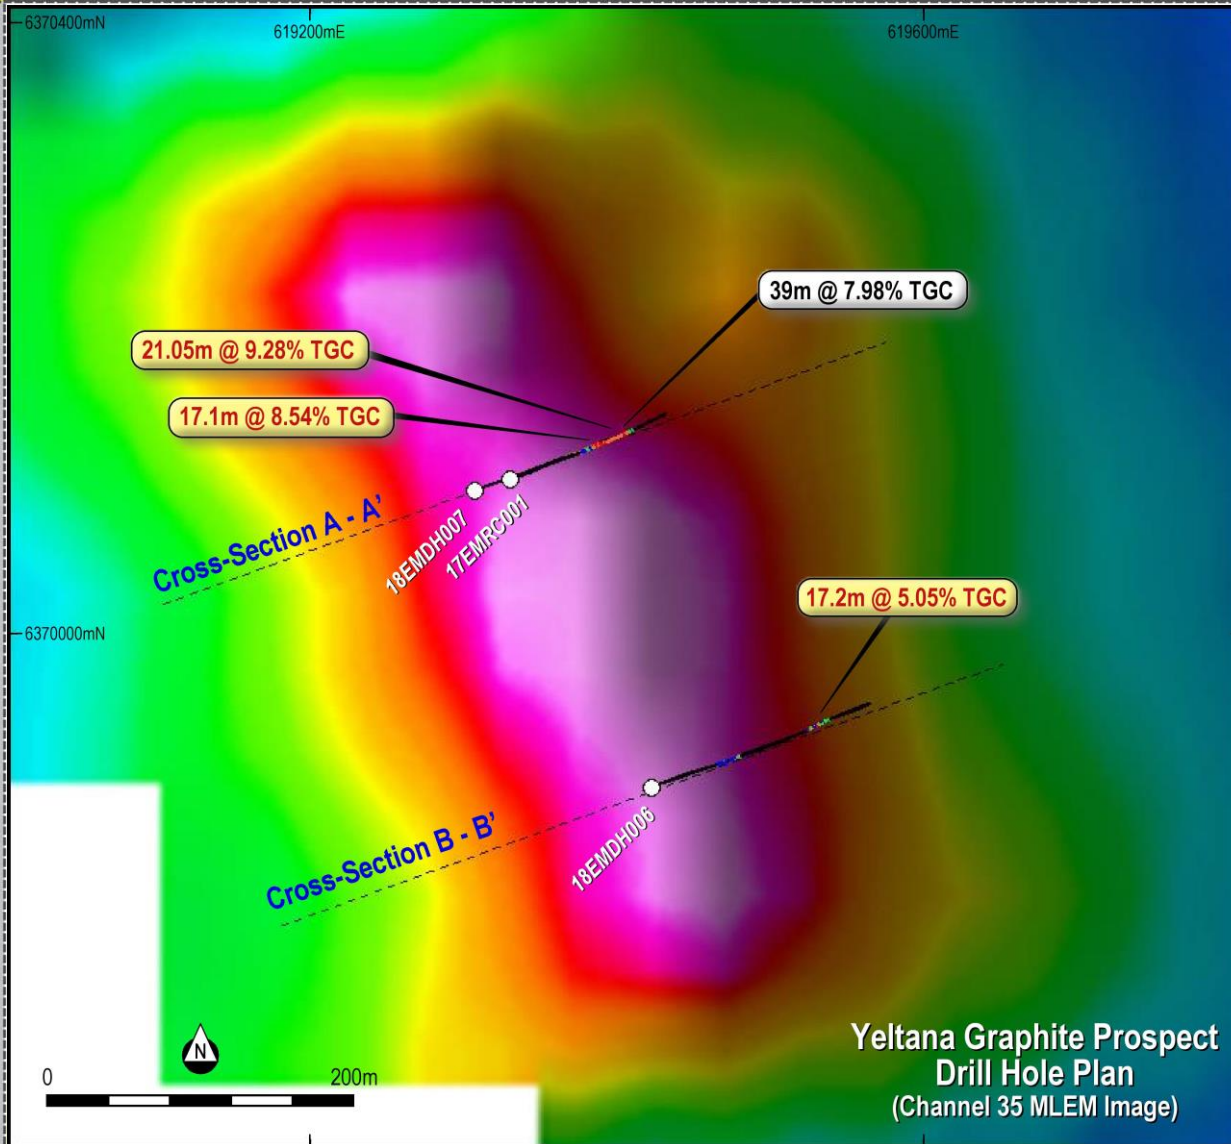 6370400mN
619200mE
619600mE
39m @ 7.98% TGC
21.05m @ 9.28% TGC
17.1m @ 8.54% TGC
Cross-Section A - A’
18EMDH007
17EMRC001
17.2m @ 5.05% TGC
6370000mN
Cross-Section B - B’
18EMDH006
N
0 200m
Yeltana Graphite Prospect
Drill Hole Plan
(Channel 35 MLEM Image)